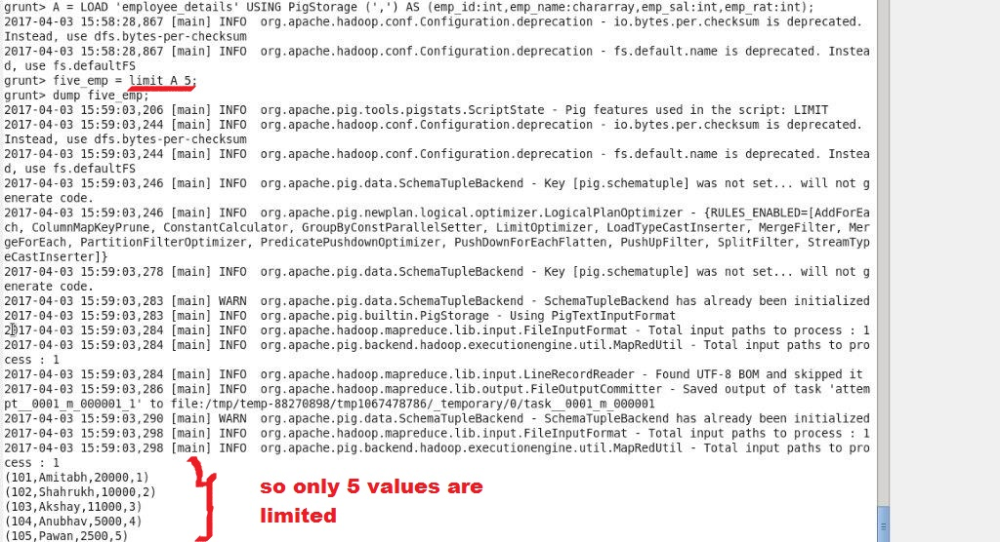 grunt> A = LOAD 'employee_details' USING PigStorage (',') AS (emp_id:int,emp_name:chararray,emp_sal:int,emp_rat:int);
2017-04-03 15:58:28,867 [main] INFO  org.apache.hadoop.conf.Configuration.deprecation - io.bytes.per.checksum is deprecated.
Instead, use dfs.bytes-per-checksum
2017-04-03 15:58:28,867 [main] INFO  org.apache.hadoop.conf.Configuration.deprecation - fs.default.name is deprecated. Instea
d, use fs.defaultFS
grunt> five_emp = limit A 5;
grunt> dump five_emp;
2017-04-03 15:59:03,206 [main] INFO  org.apache.pig.tools.pigstats.ScriptState - Pig features used in the script: LIMIT
2017-04-03 15:59:03,244 [main] INFO  org.apache.hadoop.conf.Configuration.deprecation - io.bytes.per.checksum is deprecated.
Instead, use dfs.bytes-per-checksum
2017-04-03 15:59:03,244 [main] INFO  org.apache.hadoop.conf.Configuration.deprecation - fs.default.name is deprecated. Instea
d, use fs.defaultFS
2017-04-03 15:59:03,246 [main] INFO  org.apache.pig.data.SchemaTupleBackend - Key [pig.schematuple] was not set... will not g
enerate code.
2017-04-03 15:59:03,246 [main] INFO  org.apache.pig.newplan.logical.optimizer.LogicalPlanOptimizer - {RULES_ENABLED=[AddForEa
ch, ColumnMapKeyPrune, ConstantCalculator, GroupByConstParallelSetter, LimitOptimizer, LoadTypeCastInserter, MergeFilter, Mer
geForEach, PartitionFilterOptimizer, PredicatePushdownOptimizer, PushDownForEachFlatten, PushUpFilter, SplitFilter, StreamTyp
eCastInserter]}
2017-04-03 15:59:03,278 [main] INFO  org.apache.pig.data.SchemaTupleBackend - Key [pig.schematuple] was not set... will not g
enerate code.
2017-04-03 15:59:03,283 [main] WARN  org.apache.pig.data.SchemaTupleBackend - SchemaTupleBackend has already been initialized
2017-04-03 15:59:03,283 [main] INFO  org.apache.pig.builtin.PigStorage - Using PigTextInputFormat
2017-04-03 15:59:03,284 [main] INFO  org.apache.hadoop.mapreduce.lib.input.FileInputFormat - Total input paths to process : 1
2017-04-03 15:59:03,284 [main] INFO  org.apache.pig.backend.hadoop.executionengine.util.MapRedUtil - Total input paths to pro
cess : 1
2017-04-03 15:59:03,284 [main] INFO  org.apache.hadoop.mapreduce.lib.input.LineRecordReader - Found UTF-8 BOM and skipped it
2017-04-03 15:59:03,286 [main] INFO  org.apache.hadoop.mapreduce.lib.output.FileOutputCommitter - Saved output of task 'attem
pt__0001_m_000001_1' to file:/tmp/temp-88270898/tmp1067478786/_temporary/0/task__0001_m_000001
2017-04-03 15:59:03,290 [main] WARN  org.apache.pig.data.SchemaTupleBackend - SchemaTupleBackend has already been initialized
2017-04-03 15:59:03,298 [main] INFO  org.apache.hadoop.mapreduce.lib.input.FileInputFormat - Total input paths to process : 1
2017-04-03 15:59:03,298 [main] INFO  org.apache.pig.backend.hadoop.executionengine.util.MapRedUtil - Total input paths to pro
cess : 1
(101,Amitabh,20000,1)
(102,Shahrukh,10000,2)
(103,Akshay,11000,3)
(104,Anubhav,5000,4)
(105,Pawan,2500,5)
so only 5 values are
limited